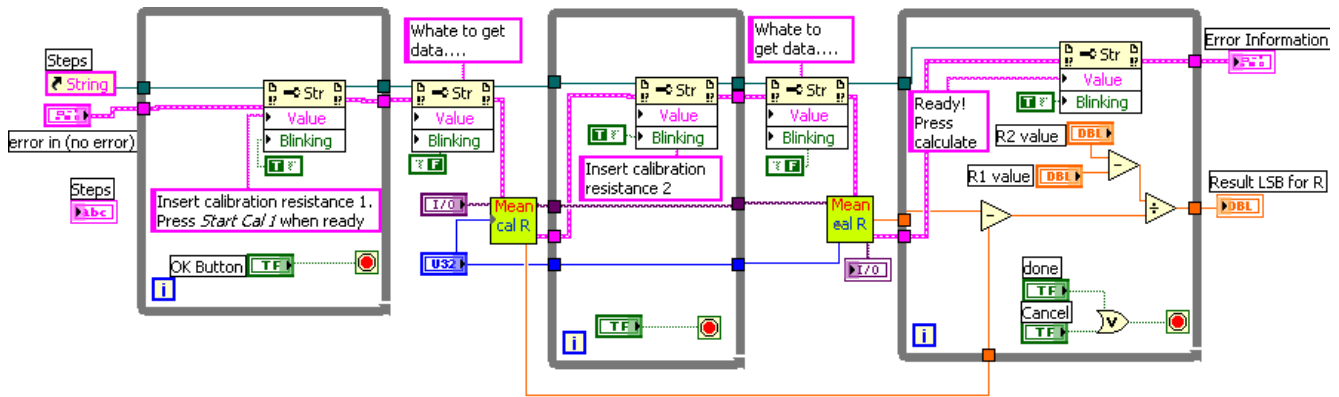 Steps
String
error in (no error)
Steps
abc
Str
Value
Blinking
T
Insert calibration resistance 1.
Press Start Cal 1 when ready
OK Button
TF
i
Whate to get
data....
Str
Value
Blinking
F
I/O
U32
Mean
cal R
Str
Value
Blinking
T
Insert calibration
resistance 2
TF
i
Whate to
get data....
Str
Value
Blinking
F
Mean
eal R
I/O
Str
Value
Blinking
T
Ready!
Press
calculate
R2 value
DBL
R1 value
DBL
done
TF
Cancel
TF
V
i
Error Information
Result LSB for R
DBL